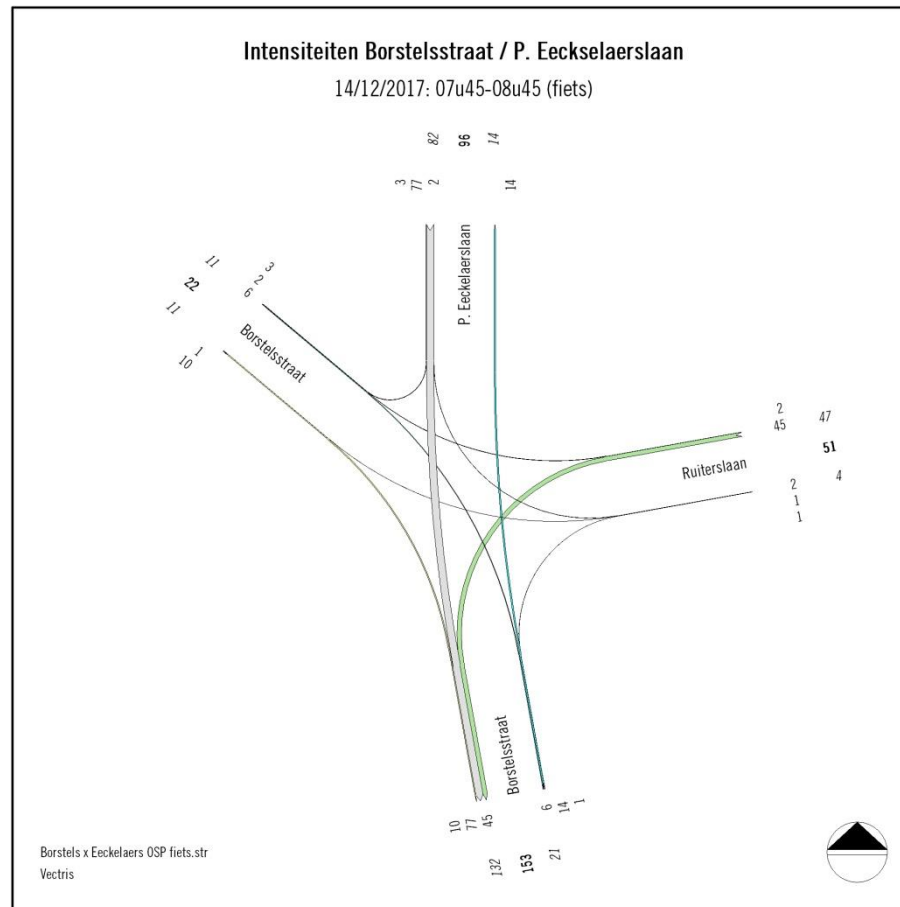 Intensiteiten Borstelsstraat / P. Eeckselaerslaan
14/12/2017: 07u45-08u45 (fiets)
82 96 14
3 77 2 14
P. Eeckelaerslaan
11 22 11
3
2
6
1
10
Borstelsstraat
2
45
47
51
Ruiterslaan
2
1
1
4
Borstelsstraat
10 77 45 6 14 1
132 153 21
Borstels x Eeckelaers OSP fiets.str
Vectris